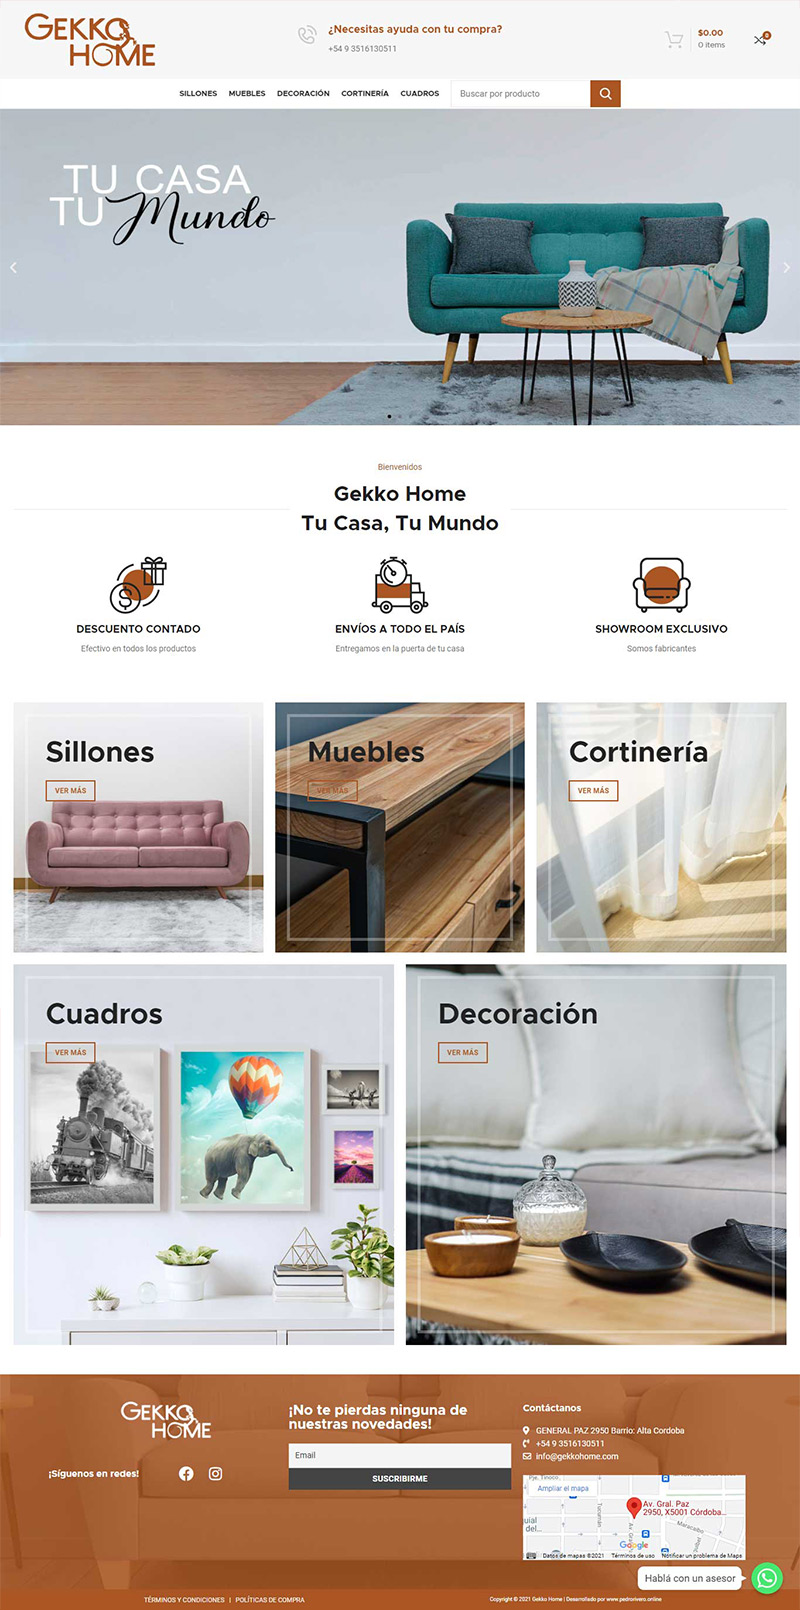 GEKKO
HOME
¿Necesitas ayuda con tu compra?
+54 9 3516130511
$0.00
0 items
0
SILLONES
MUEBLES
DECORACIÓN
CORTINERÍA
CUADROS
Buscar por producto
TU CASA
TU Mundo
Bienvenidos
Gekko Home
Tu Casa, Tu Mundo
DESCUENTO CONTADO
Efectivo en todos los productos
ENVÍOS A TODO EL PAÍS
Entregamos en la puerta de tu casa
SHOWROOM EXCLUSIVO
Somos fabricantes
Sillones
VER MÁS
Muebles
VER MÁS
Cortinería
VER MÁS
Cuadros
VER MÁS
Decoración
VER MÁS
GEKKO
HOME
¡Síguenos en redes!
¡No te pierdas ninguna de
nuestras novedades!
Email
SUSCRIBIRME
Contáctanos
GENERAL PAZ 2950 Barrio: Alta Cordoba
+54 9 3516130511
info@gekkohome.com
Pje. Tinoco
Ampliar el mapa
Tucumán
Av. Gral. Paz
2950, X5001 Córdoba...
Maracaibo
Google
Datos de mapas ©2021
Términos de uso
Notificar un problema de Maps
Hablá con un asesor
TÉRMINOS Y CONDICIONES | POLÍTICAS DE COMPRA
Copyright © 2021 Gekko Home | Desarrollado por www.pedrorivero.online